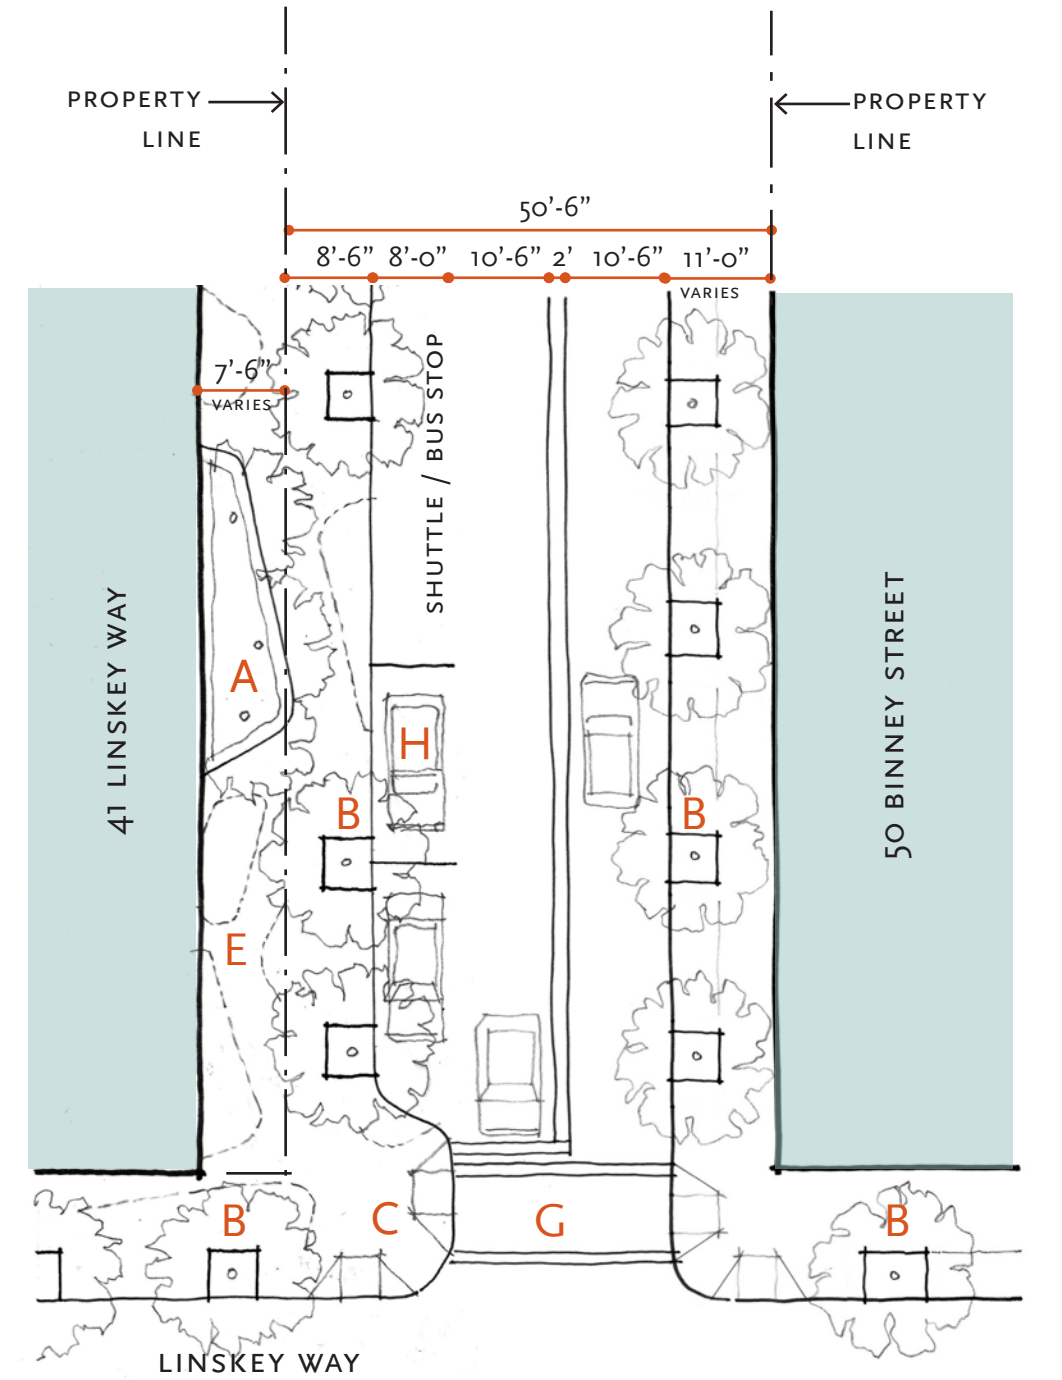 PROPERTY
LINE
PROPERTY
LINE
50'-6”
8'-6” 8'-0” 10'-6” 2' 10'-6” 11'-0”
VARIES
7'-6”
VARIES
SHUTTLE / BUS STOP
41 LINSKEY WAY
50 BINNEY STREET
A
H
B
B
E
B
C
G
B
LINSKEY WAY